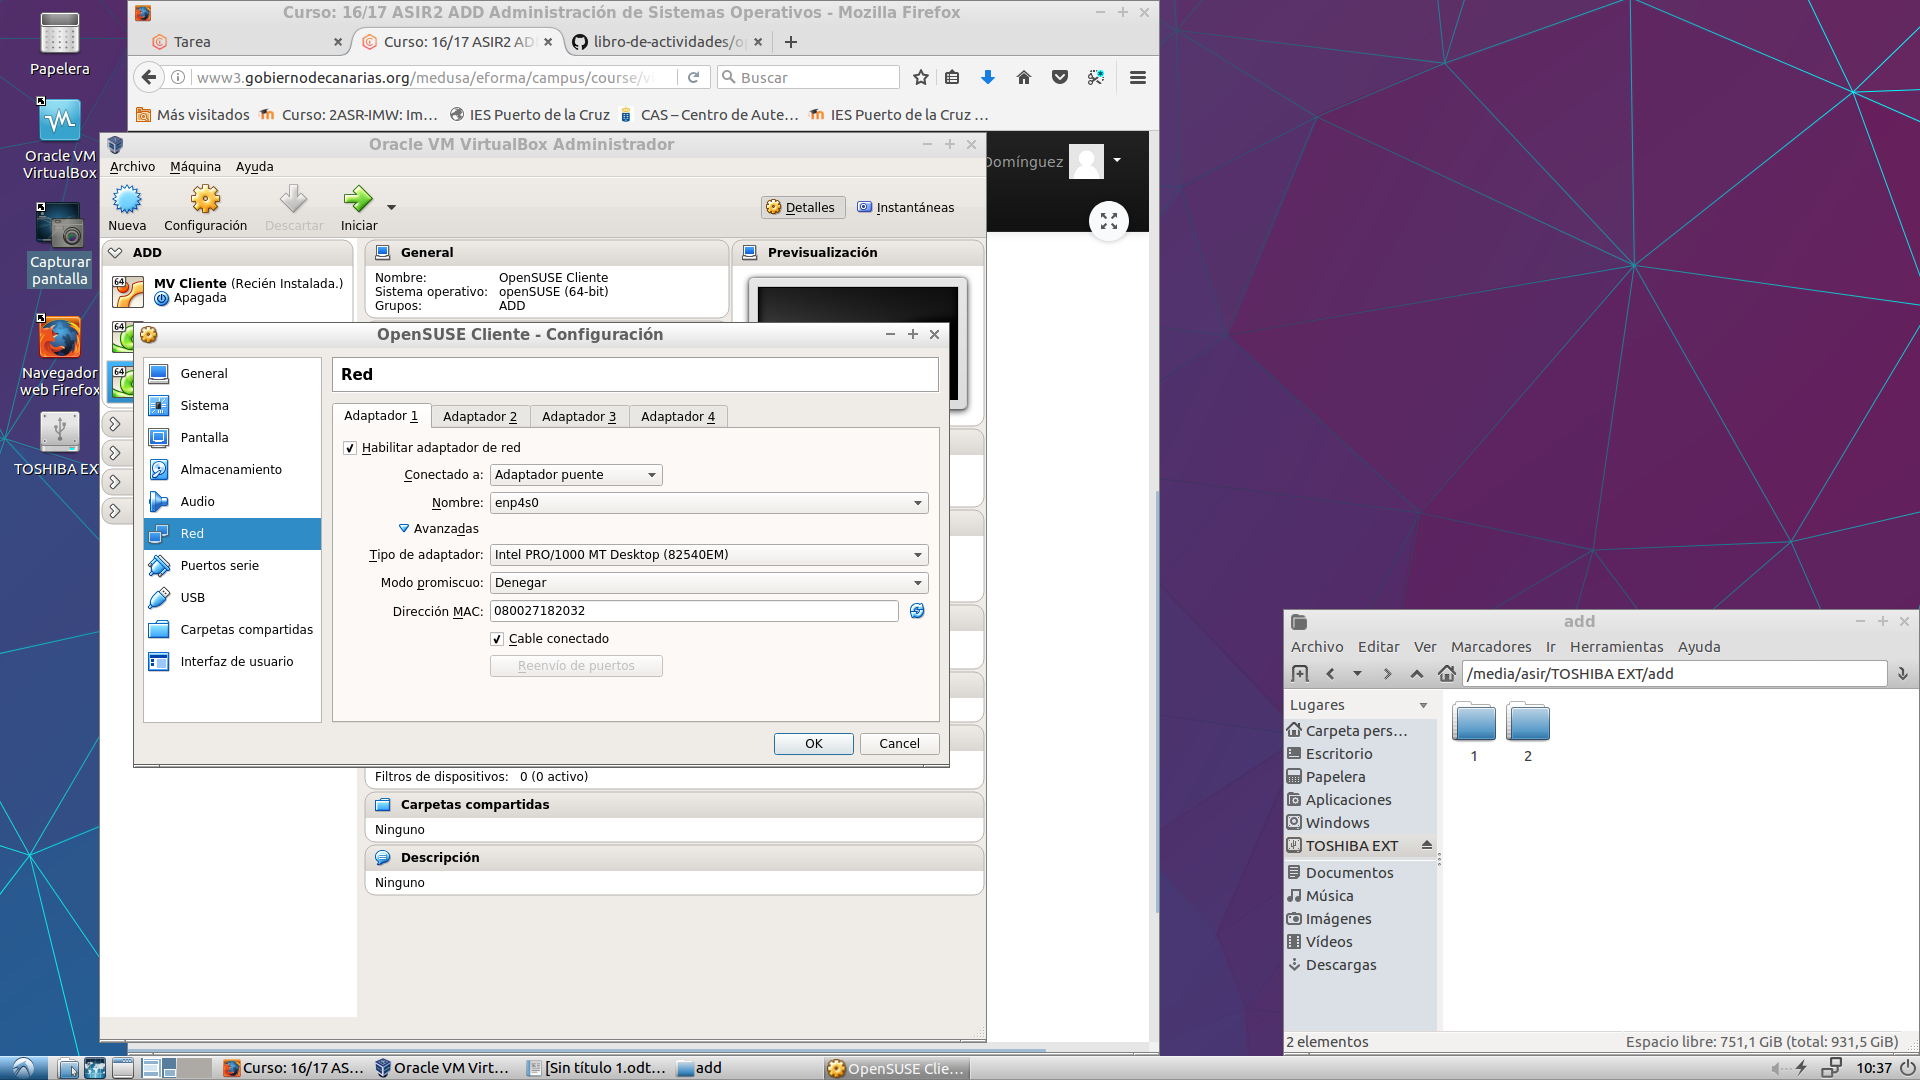 Papelera
Oracle VM
VirtualBox
Capturar
pantalla
Navegador
web Firefox
TOSHIBA EX
Curso: 16/17 ASIR2 ADD Administración de Sistemas Operativos - Mozilla Firefox
Tarea
Curso: 16/17 ASIR2 AD
libro-de-actividades/o
www3.gobiernodecanarias.org/medusa/eforma/campus/course/vi
Buscar
Más visitados
Curso: 2ASR-IMW: Im...
IES Puerto de la Cruz
CAS – Centro de Aute...
IES Puerto de la Cruz ...
Domínguez
Oracle VM VirtualBox Administrador
Archivo Máquina Ayuda
Nueva
Configuración
Descartar
Iniciar
Detalles
Instantáneas
ADD
64
MV Cliente (Recién Instalada.)
Apagada
64
64
General
Nombre: OpenSUSE Cliente
Sistema operativo: openSUSE (64-bit)
Grupos: ADD
Previsualización
OpenSUSE Cliente - Configuración
General
Sistema
Pantalla
Almacenamiento
Audio
Red
Puertos serie
USB
Carpetas compartidas
Interfaz de usuario
Red
Adaptador 1 Adaptador 2 Adaptador 3 Adaptador 4
Habilitar adaptador de red
Conectado a: Adaptador puente
Nombre: enp4s0
Avanzadas
Tipo de adaptador: Intel PRO/1000 MT Desktop (82540EM)
Modo promiscuo: Denegar
Dirección MAC: 080027182032
Cable conectado
Reenvío de puertos
OK
Cancel
Filtros de dispositivos: 0 (0 activo)
Carpetas compartidas
Ninguno
Descripción
Ninguno
add
Archivo Editar Ver Marcadores Ir Herramientas Ayuda
/media/asir/TOSHIBA EXT/add
Lugares
Carpeta pers...
Escritorio
Papelera
Aplicaciones
Windows
TOSHIBA EXT
Documentos
Música
Imágenes
Vídeos
Descargas
1
2
2 elementos
Espacio libre: 751,1 GiB (total: 931,5 GiB)
Curso: 16/17 AS...
Oracle VM Virt...
[Sin título 1.odt...
add
OpenSUSE Clie...
10:37